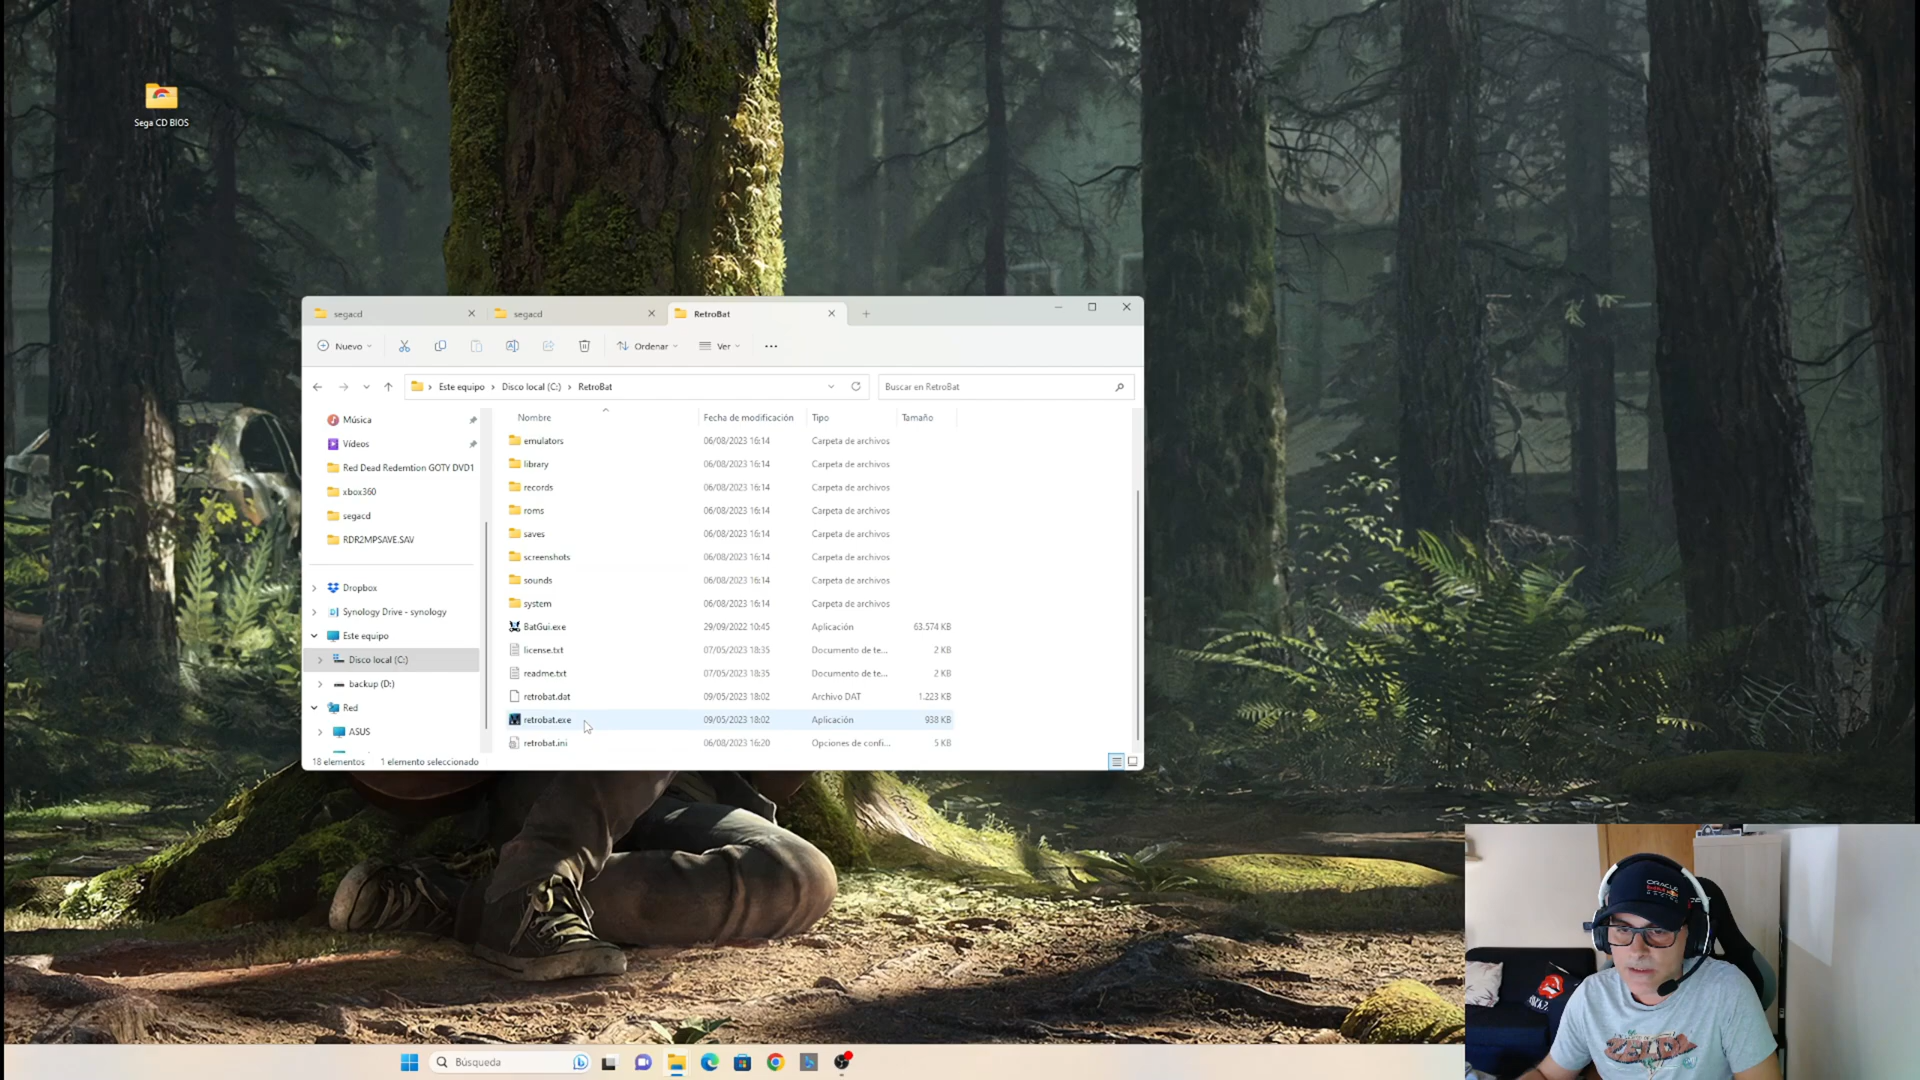 Sega CD BIOS
segacd
segacd
RetroBat
Nuevo
Ordenar
Ver
Este equipo > Disco local (C:) > RetroBat
Buscar en RetroBat
Música
Vídeos
Red Dead Redemtion GOTY DVD1
xbox360
segacd
RDR2MPSAVE.SAV
Dropbox
Synology Drive - synology
Este equipo
Disco local (C:)
backup (D:)
Red
ASUS
Nombre Fecha de modificación Tipo Tamaño
emulators 06/08/2023 16:14 Carpeta de archivos
library 06/08/2023 16:14 Carpeta de archivos
records 06/08/2023 16:14 Carpeta de archivos
roms 06/08/2023 16:14 Carpeta de archivos
saves 06/08/2023 16:14 Carpeta de archivos
screenshots 06/08/2023 16:14 Carpeta de archivos
sounds 06/08/2023 16:14 Carpeta de archivos
system 06/08/2023 16:14 Carpeta de archivos
BatGui.exe 29/09/2022 10:45 Aplicación 63.574 KB
license.txt 07/05/2023 18:35 Documento de te... 2 KB
readme.txt 07/05/2023 18:35 Documento de te... 2 KB
retrobat.dat 09/05/2023 18:02 Archivo DAT 1.223 KB
retrobat.exe 09/05/2023 18:02 Aplicación 938 KB
retrobat.ini 06/08/2023 16:20 Opciones de confi... 5 KB
18 elementos 1 elemento seleccionado
Búsqueda
ORACLE
Red Bull
RACING
ZELDA